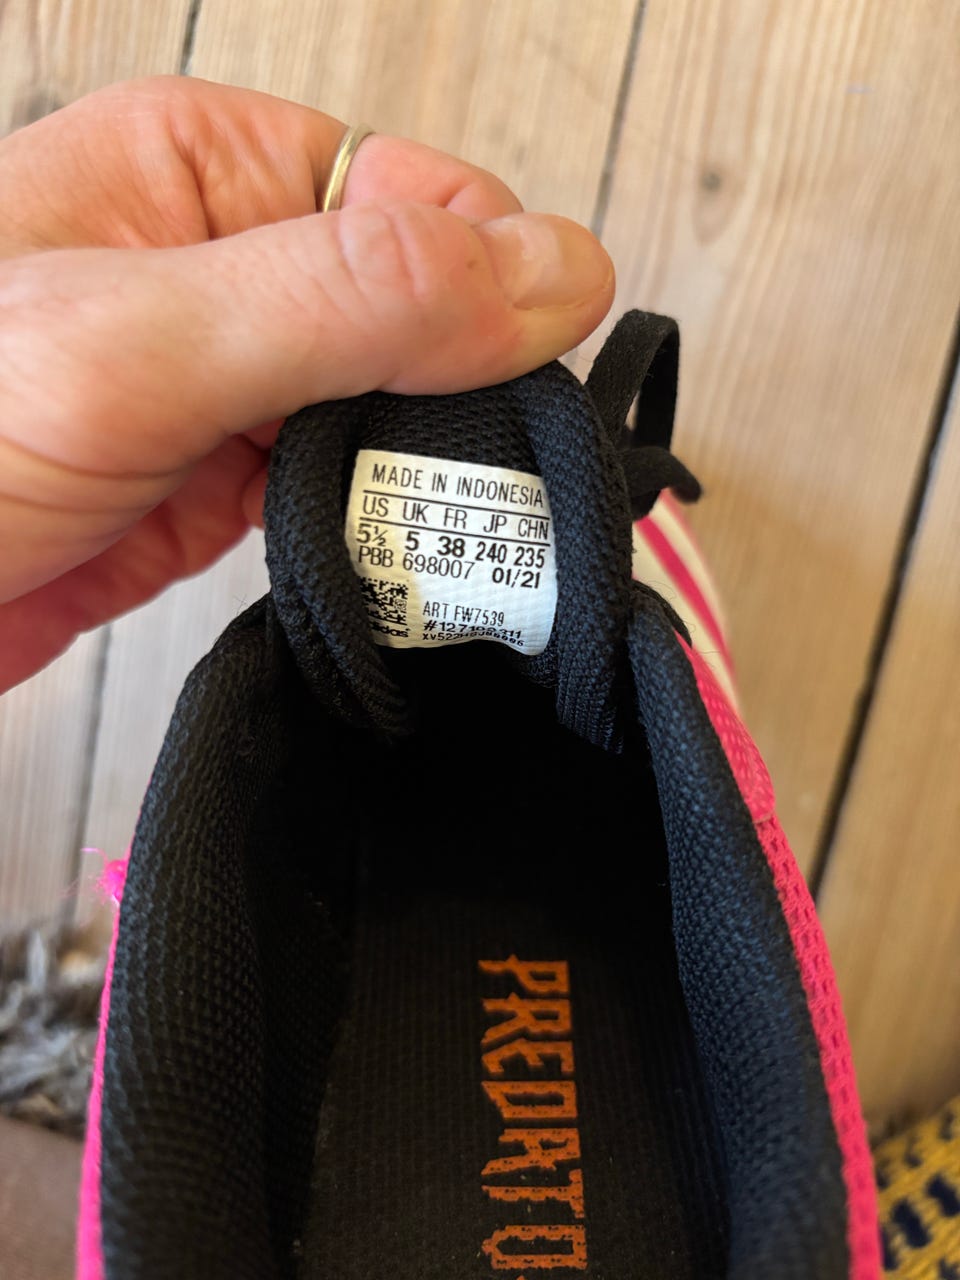 MADE IN INDONESIA
US UK FR JP CHN
5½ 5 38 240 235
PBB 698007 01/21
ART FW7539
adidas
PREDATO